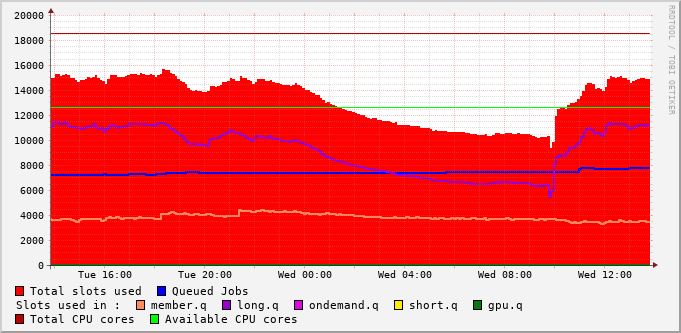 20000
18000
16000
14000
12000
10000
8000
6000
4000
2000
0
Tue 16:00 Tue 20:00 Wed 00:00 Wed 04:00 Wed 08:00 Wed 12:00
RRDTOOL / TOBI OETIKER
Total slots used Queued Jobs
Slots used in : member.q long.q ondemand.q short.q gpu.q
Total CPU cores Available CPU cores